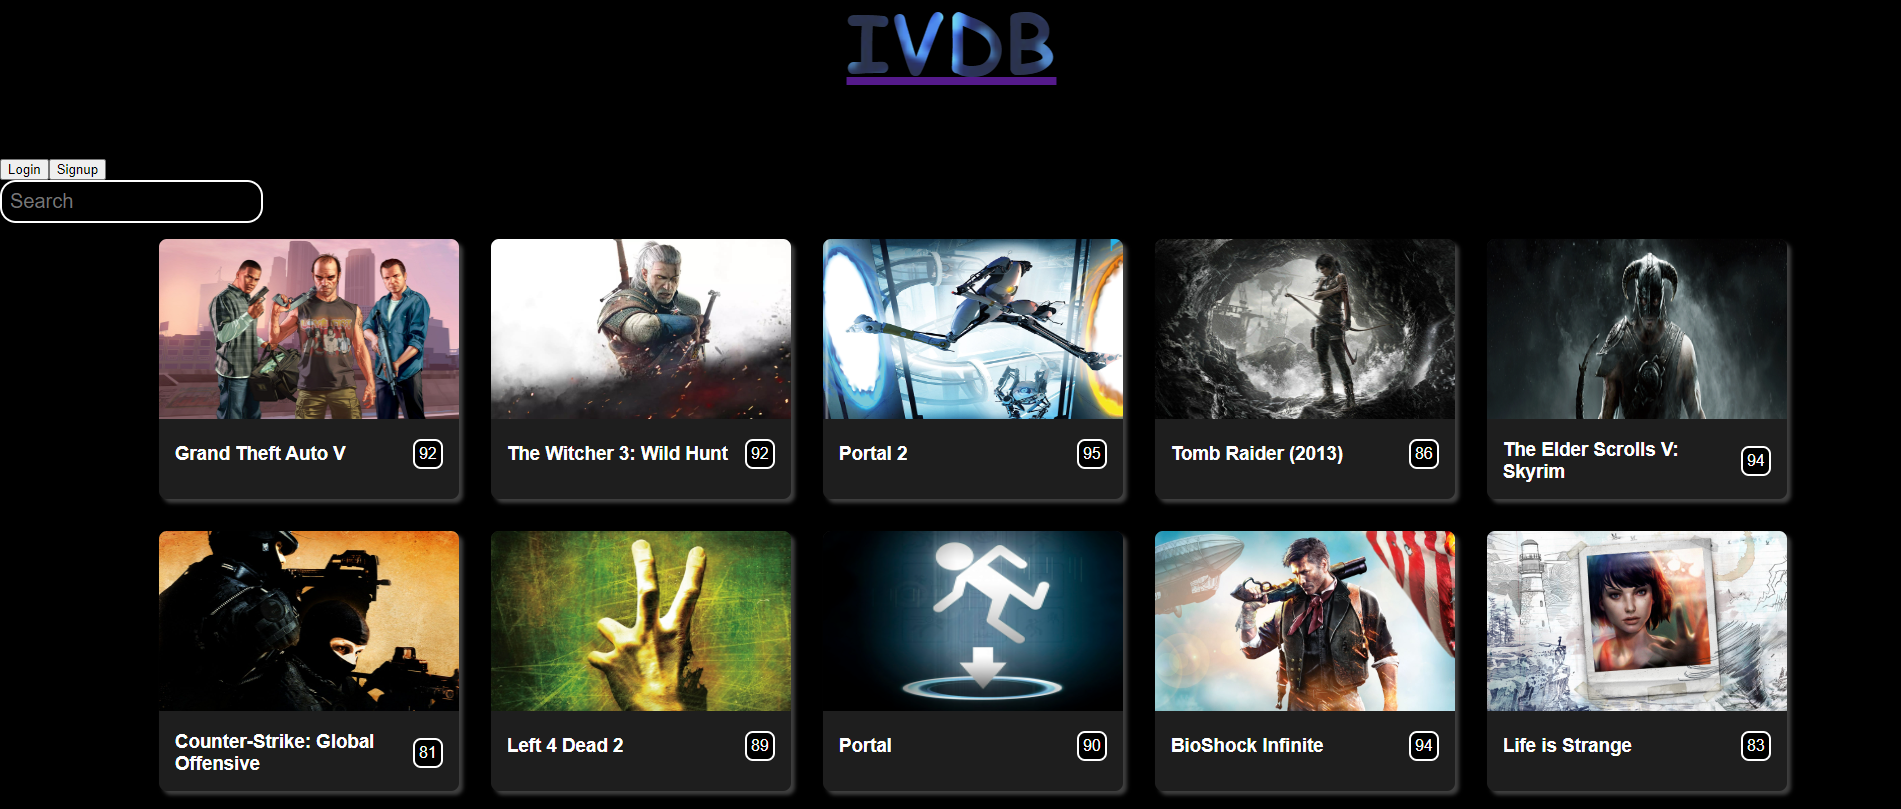 IVDB
Login Signup
Search
Grand Theft Auto V 92
The Witcher 3: Wild Hunt 92
Portal 2 95
Tomb Raider (2013) 86
The Elder Scrolls V:
Skyrim 94
Counter-Strike: Global
Offensive 81
Left 4 Dead 2 89
Portal 90
BioShock Infinite 94
Life is Strange 83